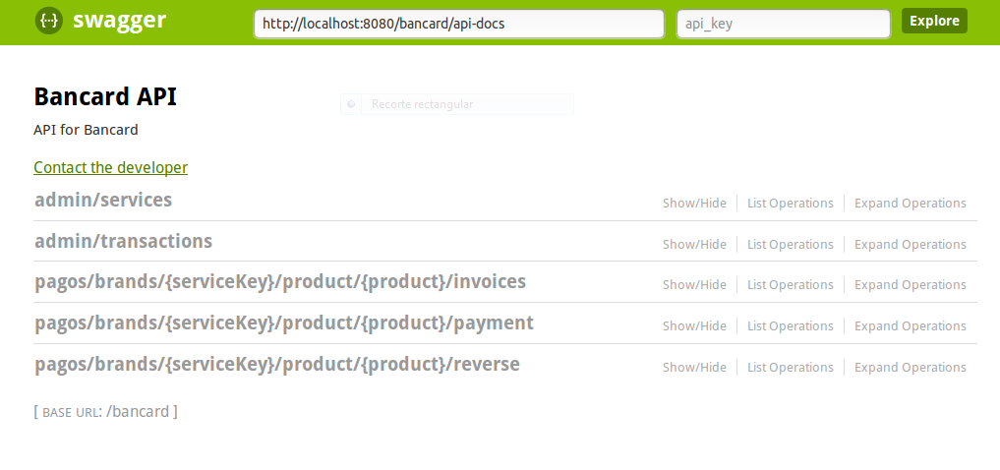 swagger http://localhost:8080/bancard/api-docs api_key Explore
Bancard API
Recorte rectangular
API for Bancard
Contact the developer
admin/services Show/Hide List Operations Expand Operations
admin/transactions Show/Hide List Operations Expand Operations
pagos/brands/{serviceKey}/product/{product}/invoices Show/Hide List Operations Expand Operations
pagos/brands/{serviceKey}/product/{product}/payment Show/Hide List Operations Expand Operations
pagos/brands/{serviceKey}/product/{product}/reverse Show/Hide List Operations Expand Operations
[ BASE URL: /bancard ]